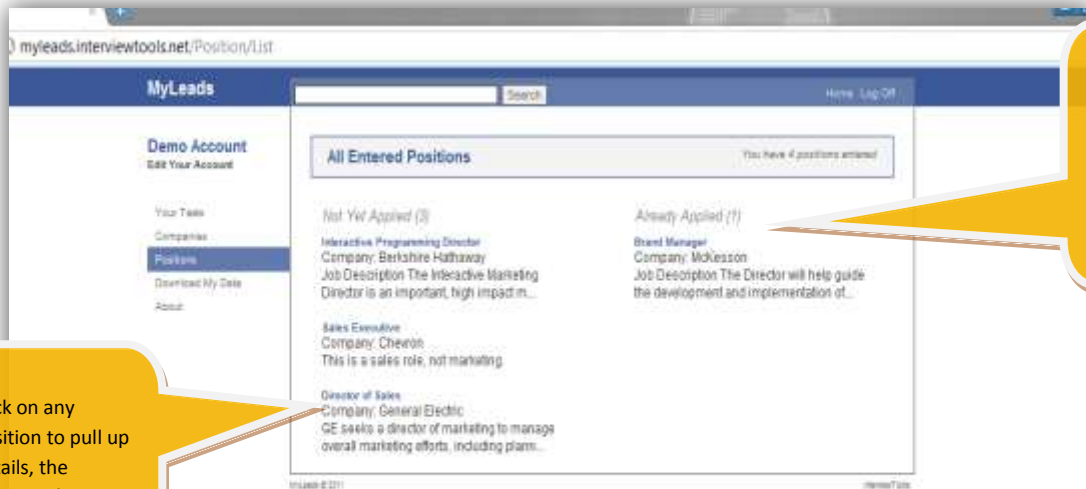 myleads.interviewtools.net/Position/List
MyLeads
Search
Home Log Off
Demo Account
Edit Your Account
All Entered Positions
You have 4 positions entered
Your Tasks
Companies
Positions
Download My Data
About
Not Yet Applied (3)
Interactive Programming Director
Company: Berkshire Hathaway
Job Description The Interactive Marketing
Director is an important, high impact m...
Sales Executive
Company: Chevron
This is a sales role, not marketing.
Director of Sales
Company: General Electric
GE seeks a director of marketing to manage
overall marketing efforts, including plann...
Already Applied (1)
Brand Manager
Company: McKesson
Job Description The Director will help guide
the development and implementation of...
ck on any
sition to pull up
tails, the